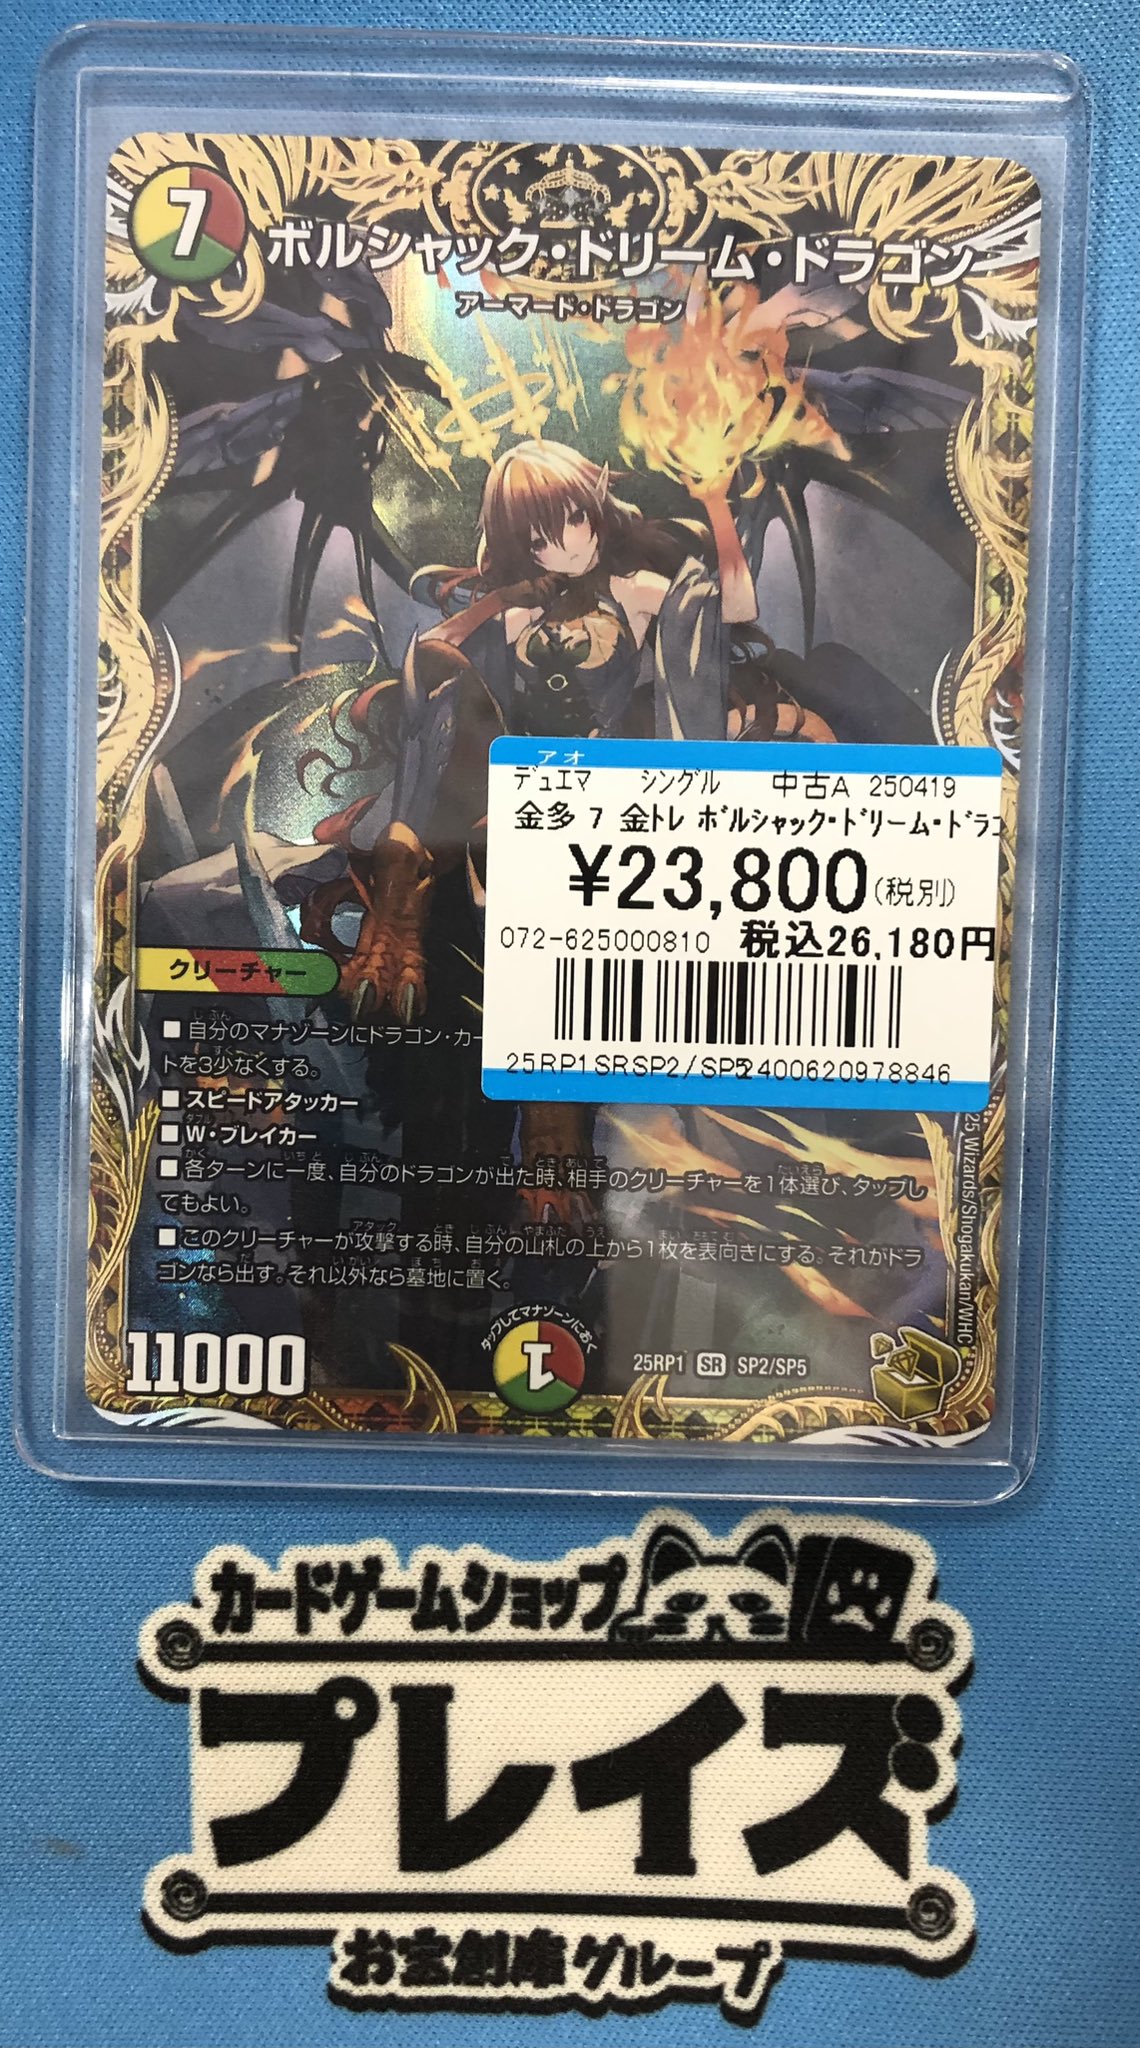 7
ボルシャック・ドリーム・ドラゴン
アーマード・ドラゴン
アオ
デュエマ シングル 中古A 250419
金多 7 金トレ ボルシャック・ドリーム・ドラゴ
¥23,800(税別)
072-625000810 税込26,180円
25RP1SRSP2/SP5
2400620978846
クリーチャー
■自分のマナゾーンにドラゴン・カー
トを3少なくする。
■スピードアタッカー
■W・ブレイカー
■各ターンに一度、自分のドラゴンが出た時、相手のクリーチャーを1体選び、タップし
てもよい。
■このクリーチャーが攻撃する時、自分の山札の上から1枚を表向きにする。それがドラ
ゴンなら出す。それ以外なら墓地に置く。
25 Wizards/Shogakukan/WHC
11000
タップしてマナゾーンにおく
1
25RP1 SR SP2/SP5
カードゲームショップ
プレイズ
お宝創庫グループ